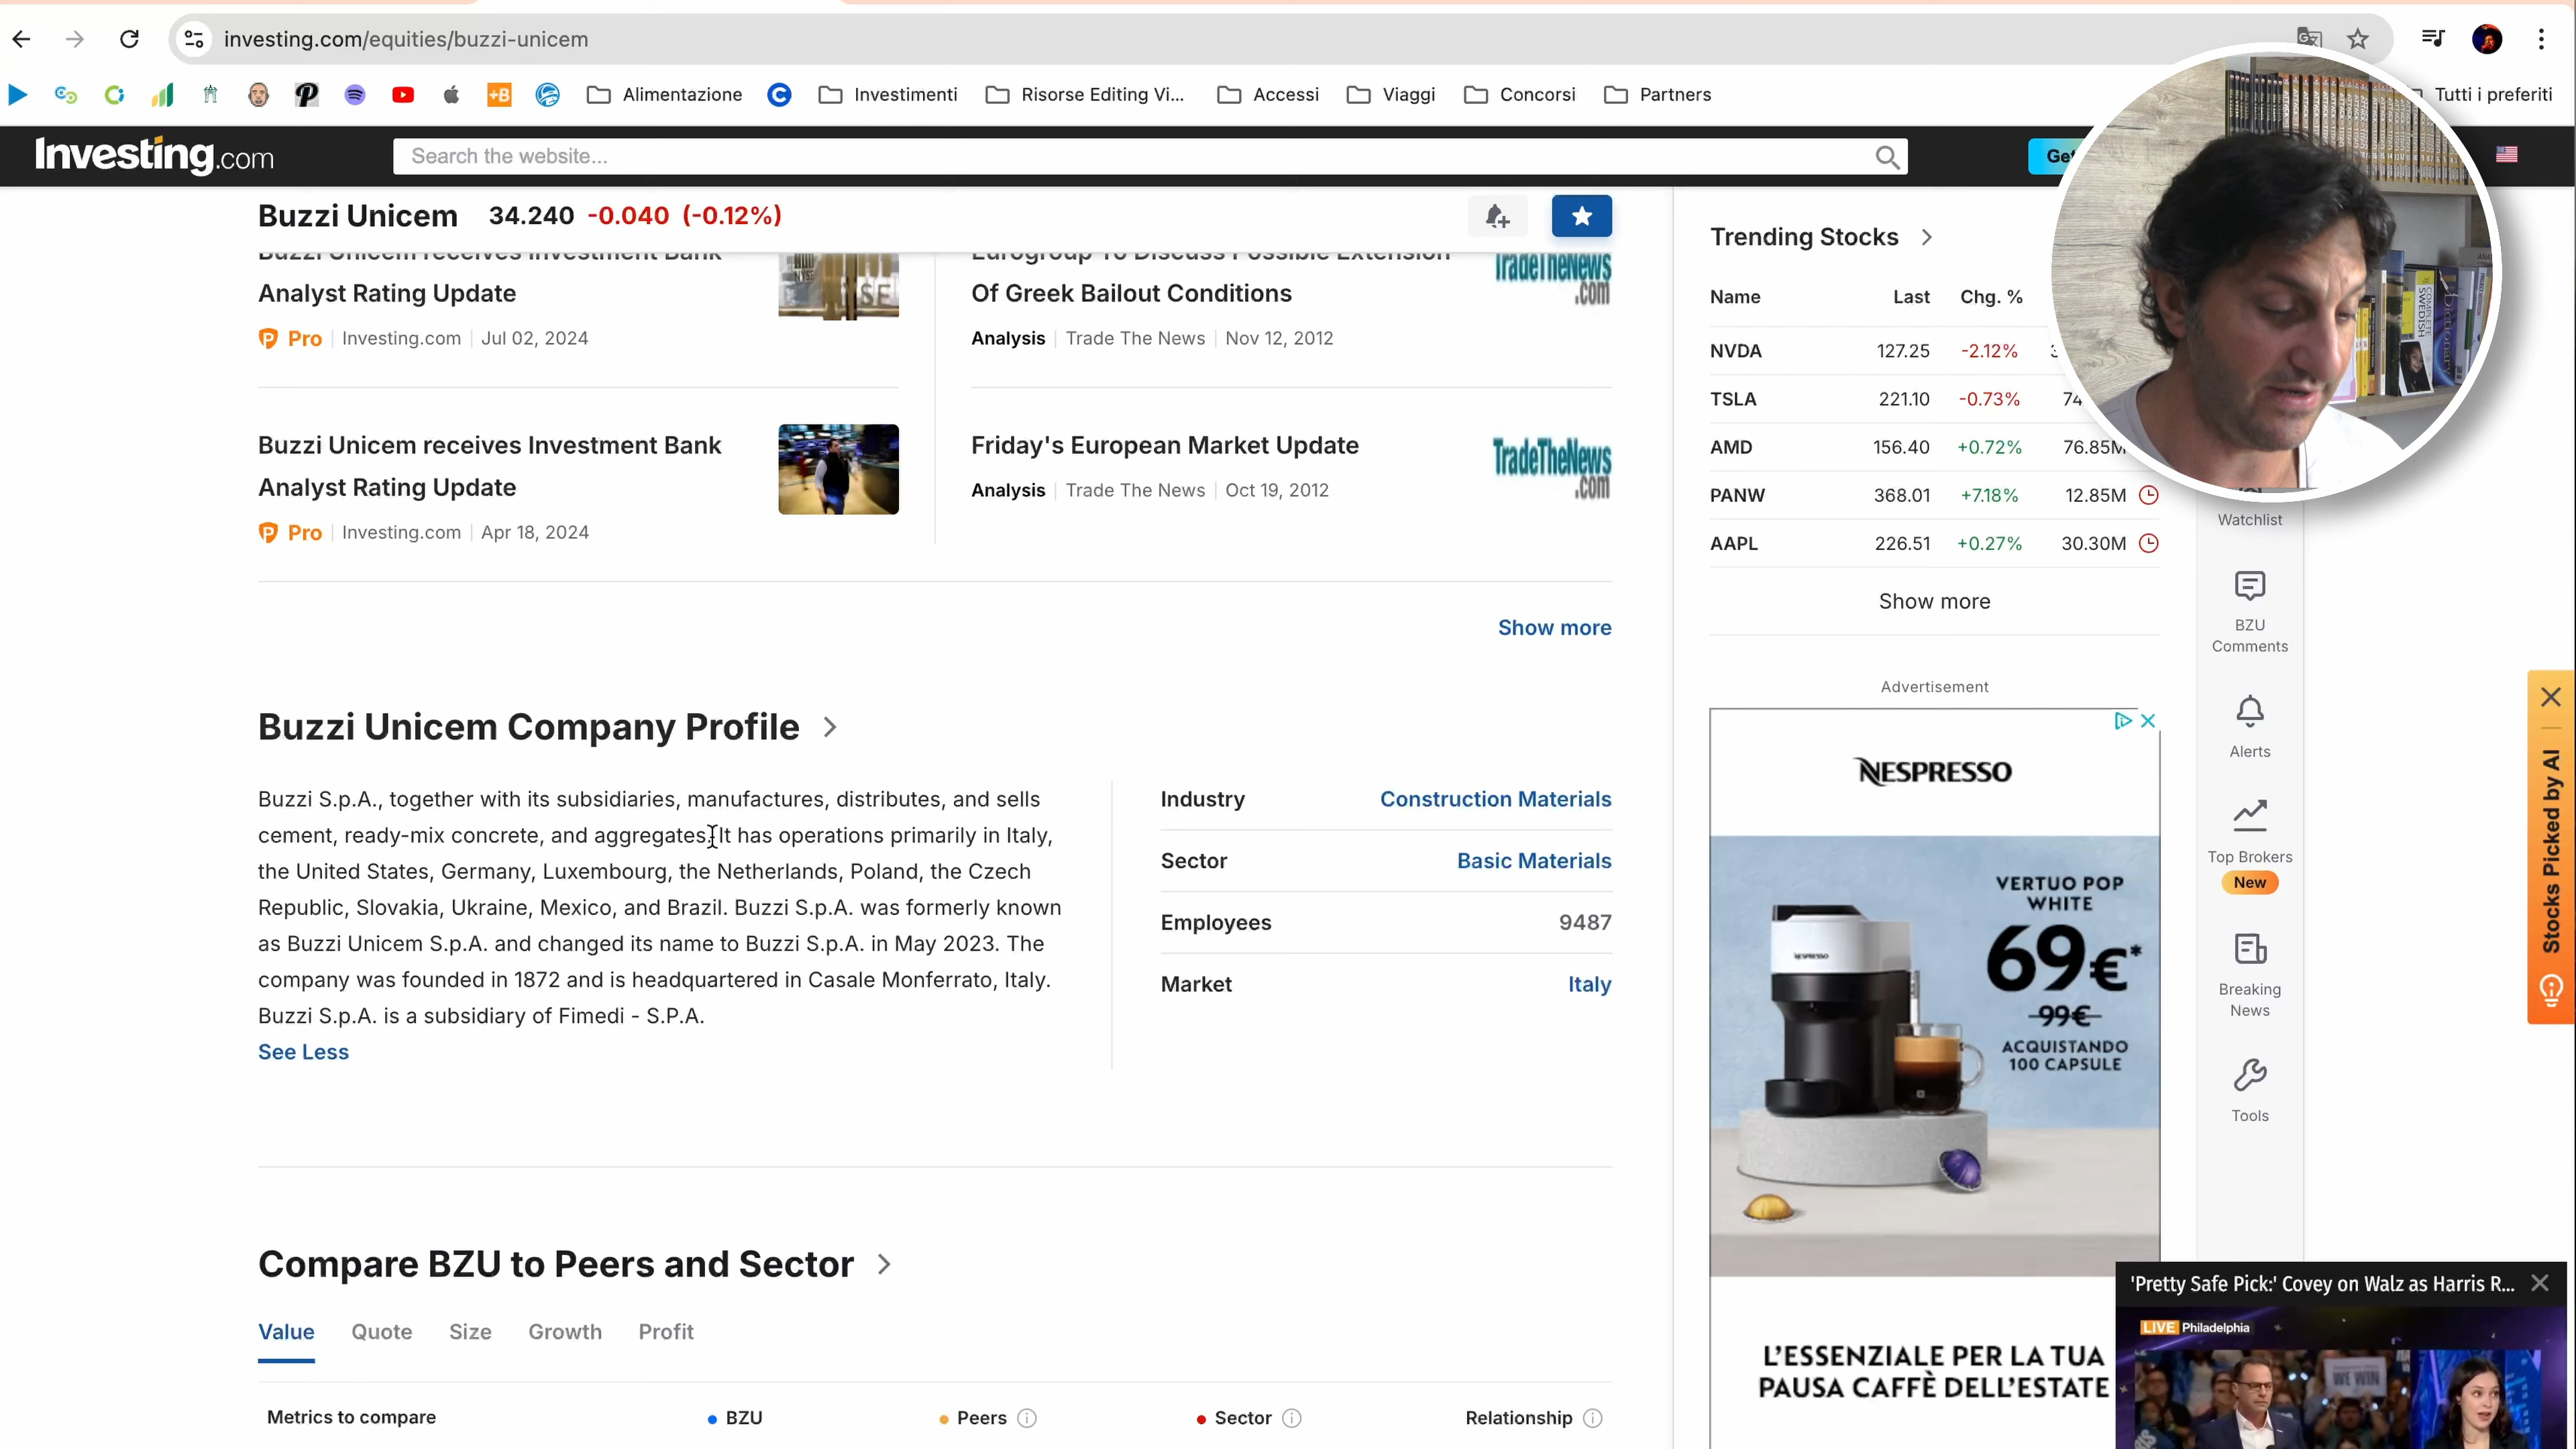 investing.com/equities/buzzi-unicem
Alimentazione
Investimenti
Risorse Editing Vi...
Accessi
Viaggi
Concorsi
Partners
Tutti i preferiti
Investing.com
Search the website...
Buzzi Unicem 34.240 -0.040 (-0.12%)
Buzzi Unicem receives Investment Bank
Analyst Rating Update
Pro Investing.com Jul 02, 2024
Buzzi Unicem receives Investment Bank
Analyst Rating Update
Pro Investing.com Apr 18, 2024
Eurogroup To Discuss Possible Extension
Of Greek Bailout Conditions
Analysis Trade The News Nov 12, 2012
TradeTheNews
.com
Friday's European Market Update
Analysis Trade The News Oct 19, 2012
TradeTheNews
.com
Show more
Buzzi Unicem Company Profile
Buzzi S.p.A., together with its subsidiaries, manufactures, distributes, and sells
cement, ready-mix concrete, and aggregates. It has operations primarily in Italy,
the United States, Germany, Luxembourg, the Netherlands, Poland, the Czech
Republic, Slovakia, Ukraine, Mexico, and Brazil. Buzzi S.p.A. was formerly known
as Buzzi Unicem S.p.A. and changed its name to Buzzi S.p.A. in May 2023. The
company was founded in 1872 and is headquartered in Casale Monferrato, Italy.
Buzzi S.p.A. is a subsidiary of Fimedi - S.P.A.
See Less
Industry Construction Materials
Sector Basic Materials
Employees 9487
Market Italy
Compare BZU to Peers and Sector
Value Quote Size Growth Profit
Metrics to compare BZU Peers Sector Relationship
Trending Stocks
Name Last Chg. %
NVDA 127.25 -2.12%
TSLA 221.10 -0.73% 74
AMD 156.40 +0.72% 76.85M
PANW 368.01 +7.18% 12.85M
AAPL 226.51 +0.27% 30.30M
Show more
Advertisement
NESPRESSO
VERTUO POP
WHITE
69€*
99€
ACQUISTANDO
100 CAPSULE
L'ESSENZIALE PER LA TUA
PAUSA CAFFÈ DELL'ESTATE
Watchlist
BZU
Comments
Alerts
Top Brokers
New
Breaking
News
Tools
Stocks Picked by AI
'Pretty Safe Pick:' Covey on Walz as Harris R...
LIVE Philadelphia
WE WIN